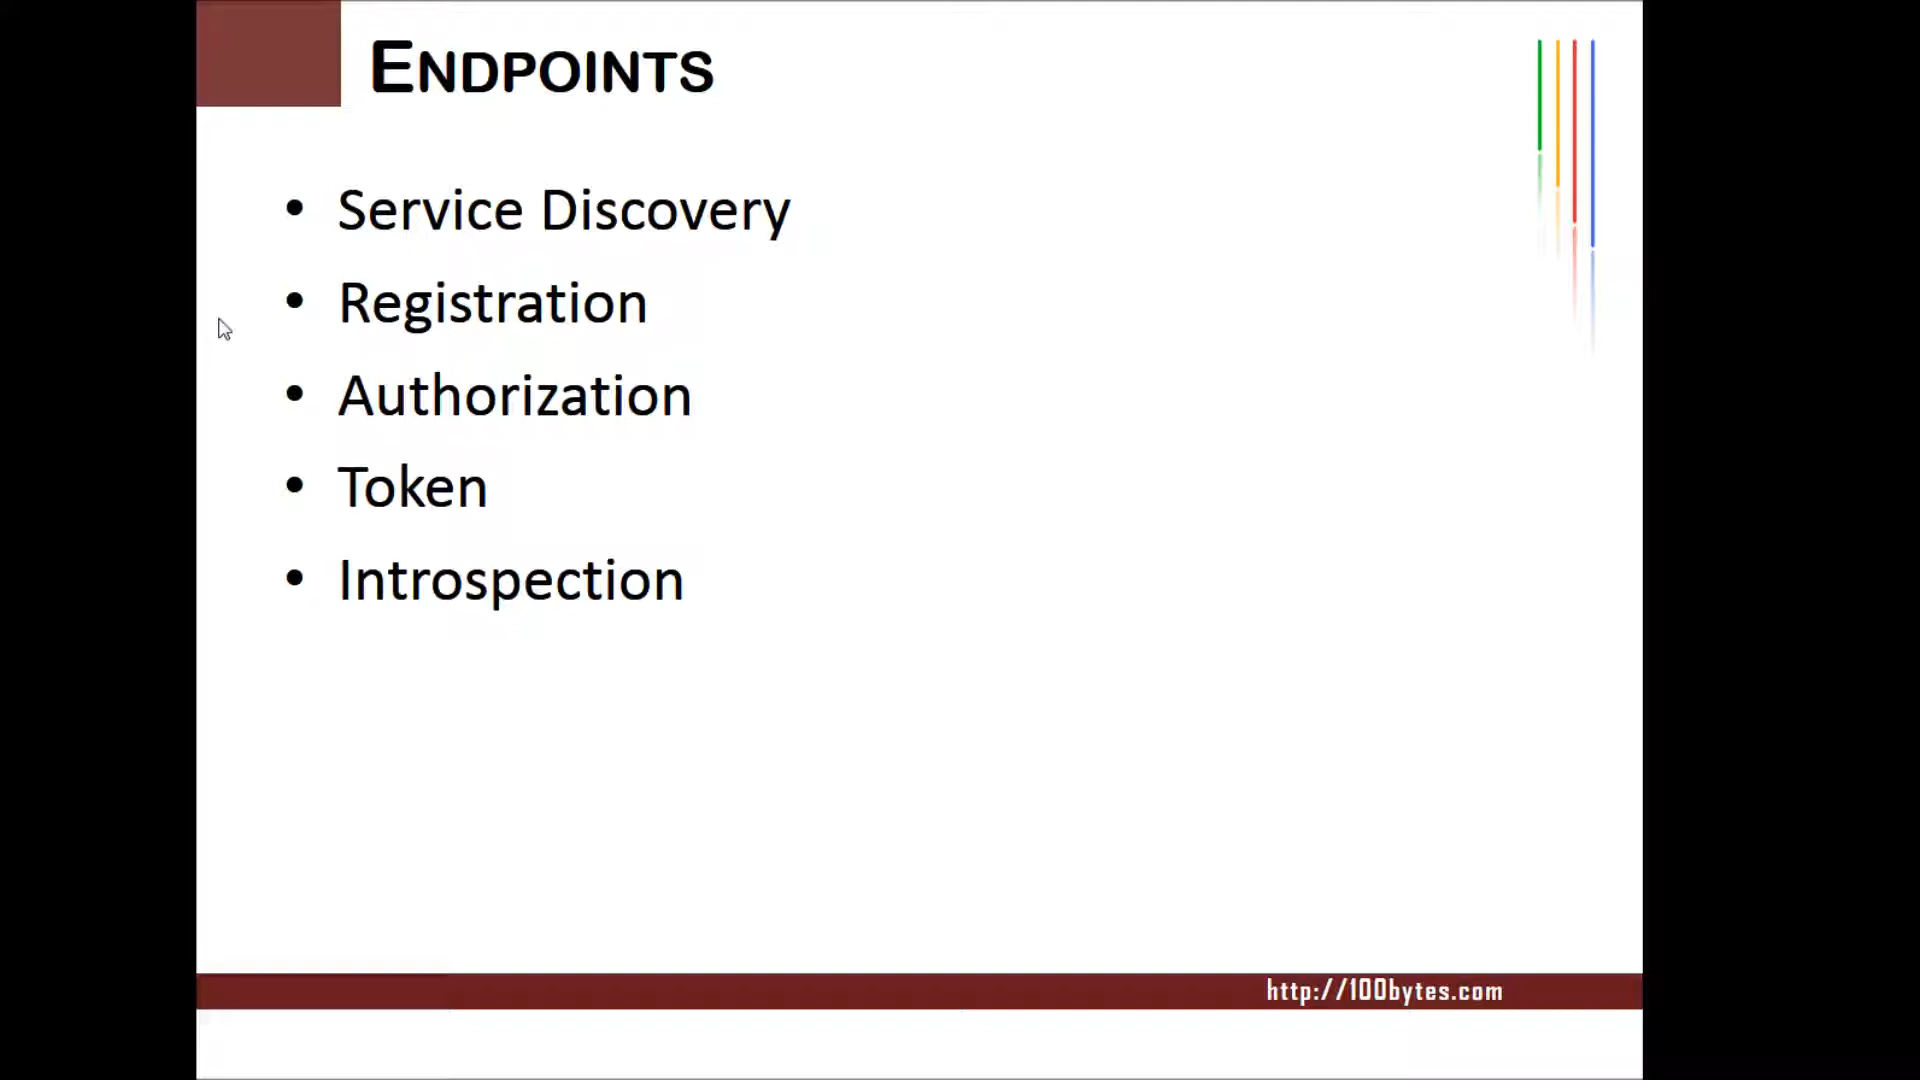 ENDPOINTS
• Service Discovery
• Registration
• Authorization
• Token
• Introspection
http://100bytes.com